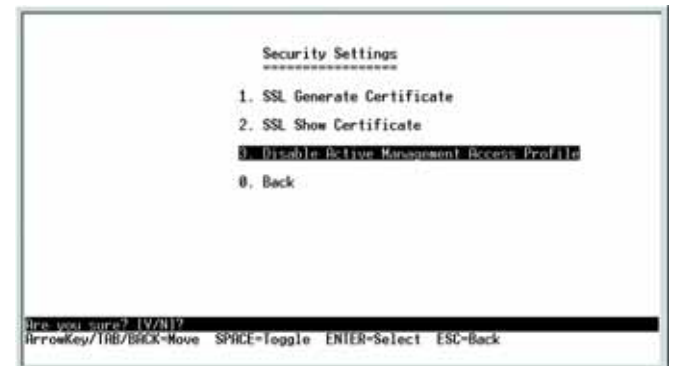 Security Settings
==================
1. SSL Generate Certificate
2. SSL Show Certificate
3. Disable Active Management Access Profile
0. Back
Are you sure? [Y/N]?
ArrowKey/TAB/BACK=Move SPACE=Toggle ENTER=Select ESC=Back